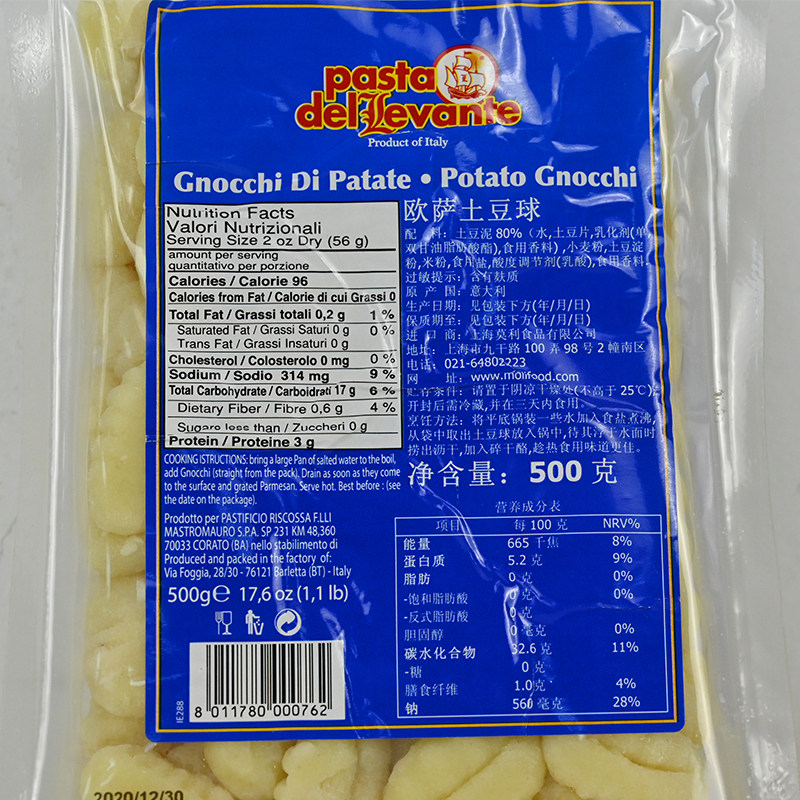 pasta
del Levante
Product of Italy
Gnocchi Di Patate • Potato Gnocchi
Nutrition Facts
Valori Nutrizionali
Serving Size 2 oz Dry (56 g)
amount per serving
quantitativo per porzione
Calories / Calorie 96
Calories from Fat / Calorie di cui Grassi 0
Total Fat / Grassi totali 0,2 g 1 %
Saturated Fat / Grassi Saturi 0 g 0 %
Trans Fat / Grassi Insaturi 0 g
Cholesterol / Colosterolo 0 mg 0 %
Sodium / Sodio 314 mg 9 %
Total Carbohydrate / Carboidrati 17 g 6 %
Dietary Fiber / Fibre 0,6 g 4 %
Sugars less than / Zuccheri 0 g
Protein / Proteine 3 g
COOKING ISTRUCTIONS: bring a large Pan of salted water to the boil,
add Gnocchi (straight from the pack). Drain as soon as they come
to the surface and grated Parmesan. Serve hot. Best before : (see
the date on the package).
Prodotto per PASTIFICIO RISCOSSA F.LLI
MASTROMAURO S.P.A. SP 231 KM 48,360
70033 CORATO (BA) nello stabilimento di
Produced and packed in the factory of:
Via Foggia, 28/30 - 76121 Barletta (BT) - Italy
500g e 17,6 oz (1,1 lb)
IE288
8 011780 000762
欧萨土豆球
配 料: 土豆泥 80% (水,土豆片,乳化剂(单,
双甘油脂肪酸酯),食用香料),小麦粉,土豆淀
粉,米粉,食用盐,酸度调节剂(乳酸),食用香料.
过敏提示: 含有麸质
原 产 国: 意大利
生产日期: 见包装下方(年/月/日)
保质期至: 见包装下方(年/月/日)
进 口 商: 上海莫利食品有限公司
地址: 上海市九干路 100 弄 98 号 2 幢南区
电话: 021-64802223
网 址: www.moinfood.com
贮存条件: 请置于阴凉干燥处(不高于 25℃);
开封后需冷藏,并在三天内食用。
烹饪方法: 将平底锅装一些水加入食盐煮沸,
从袋中取出土豆球放入锅中,待其浮于水面时
捞出沥干,加入碎干酪,趁热食用味道更佳。
净含量: 500 克
营养成分表
项目 每 100 克 NRV%
能量 665 千焦 8%
蛋白质 5.2 克 9%
脂肪 0 克 0%
-饱和脂肪酸 0 克 0%
-反式脂肪酸 0 克
胆固醇 0 毫克 0%
碳水化合物 32.6 克 11%
-糖 0 克
膳食纤维 1.0克 4%
钠 560 毫克 28%
2020/12/30